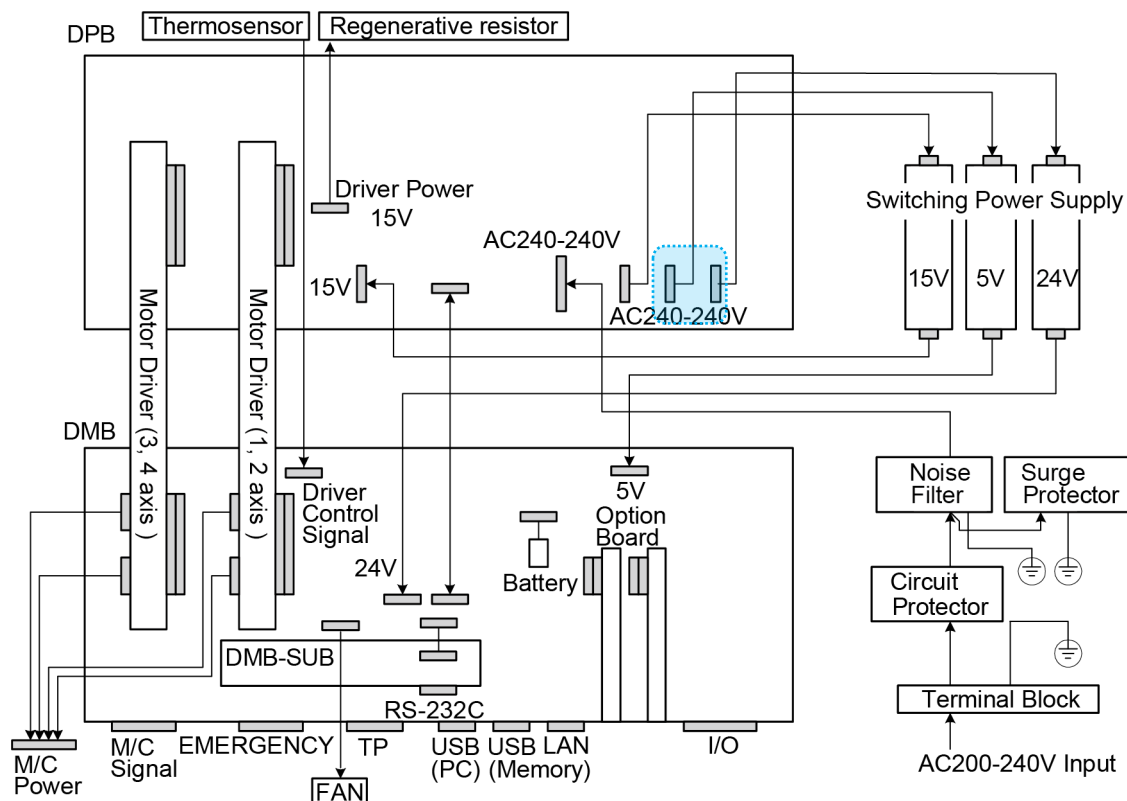 Thermosensor
Regenerative resistor
DPB
Driver Power
15V
Switching Power Supply
AC240-240V
15V
15V
5V
24V
AC240-240V
Motor Driver (3, 4 axis)
Motor Driver (1, 2 axis)
DMB
Driver
Control
Signal
5V
Option
Board
Noise
Filter
Surge
Protector
24V
Battery
Circuit
Protector
DMB-SUB
RS-232C
Terminal Block
M/C
Signal
EMERGENCY
TP
USB
(PC)
USB
(Memory)
LAN
I/O
M/C
Power
FAN
AC200-240V Input